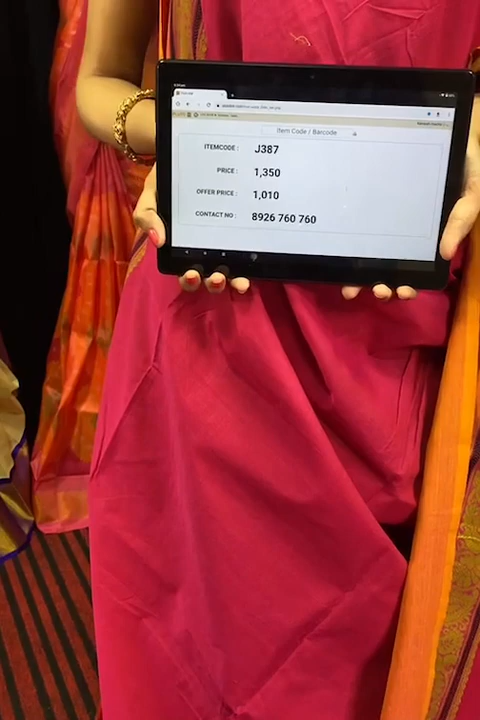 Item Code / Barcode
ITEMCODE : J387
PRICE : 1,350
OFFER PRICE : 1,010
CONTACT NO : 8926 760 760